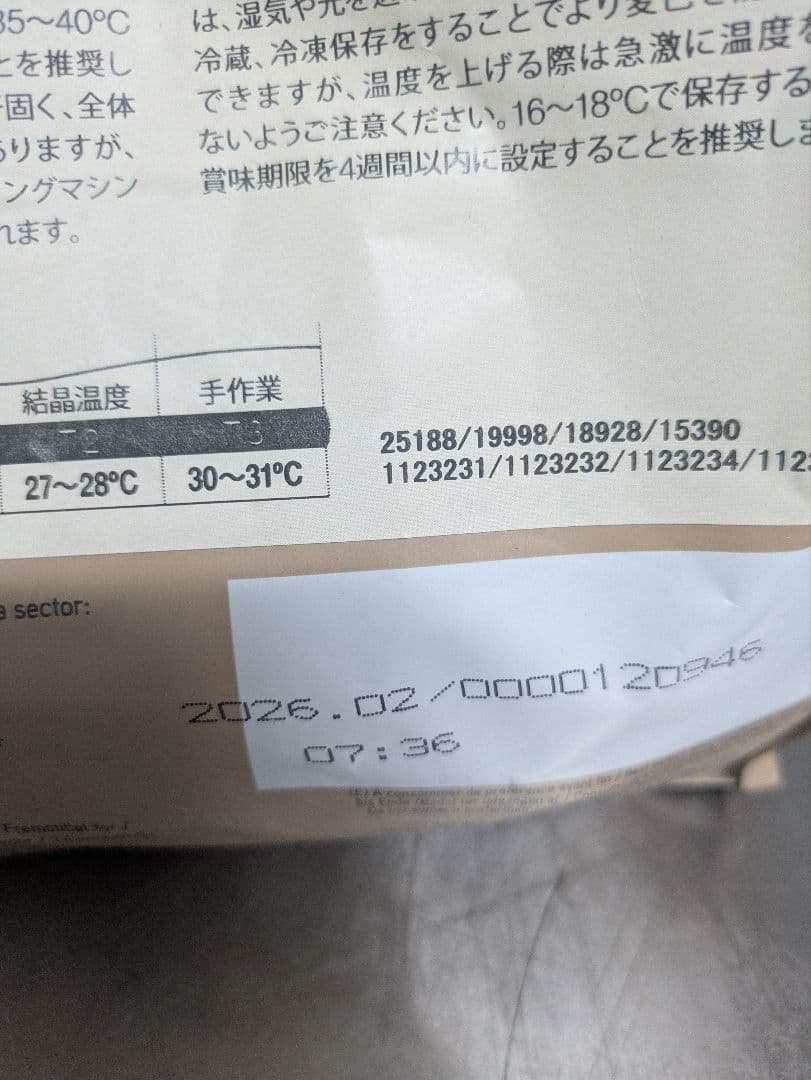 35～40℃
とを推奨し
固く、全体
りますが、
ングマシン
れます。
は、湿気や光を
冷蔵、冷凍保存をすることでより
できますが、温度を上げる際は急激に温度を
ないようご注意ください。16～18℃で保存する
賞味期限を4週間以内に設定することを推奨しま
結晶温度 手作業
T2 T3
27～28℃ 30～31℃
25188/19998/18928/15390
1123231/1123232/1123234/112
a sector:
2026.02/0000120946
07:36